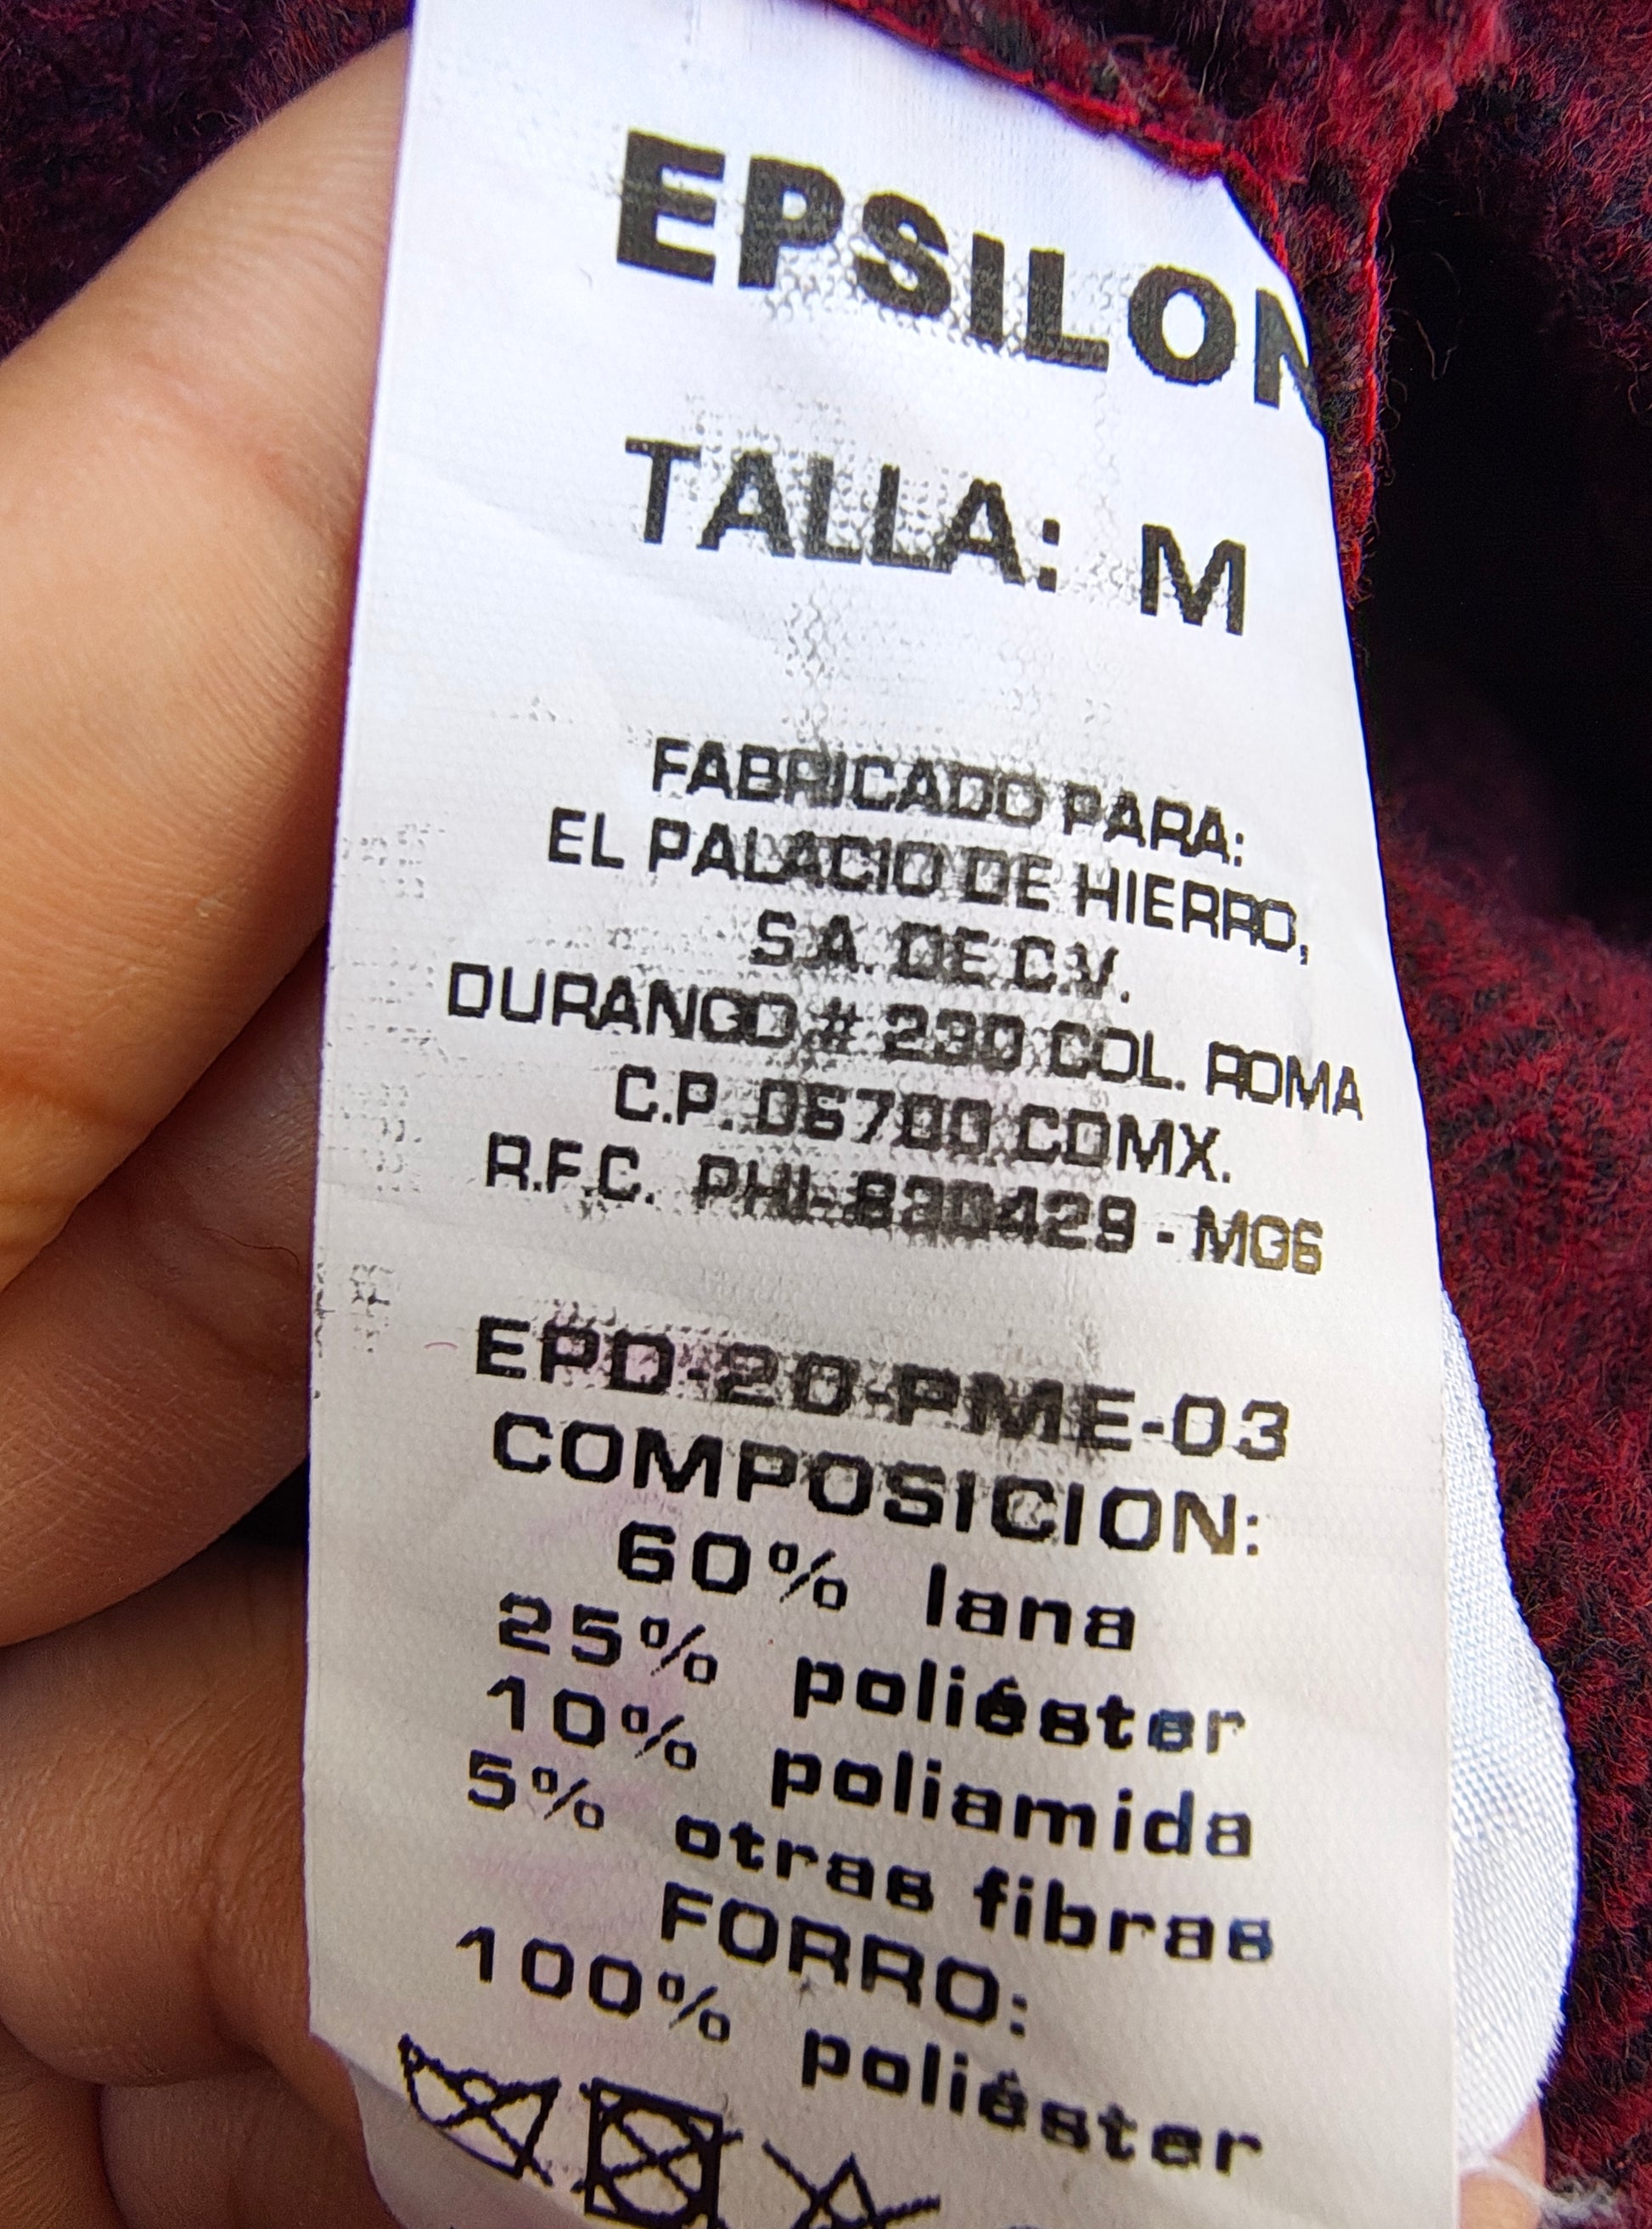 EPSILON
TALLA: M
FABRICADO PARA:
EL PALACIO DE HIERRO,
S.A. DE C.V.
DURANGO # 230 COL. ROMA
C.P. 06700 CDMX.
R.F.C. PHI-830429 - MG6
EPD-20-PME-03
COMPOSICION:
60% lana
25% poliéster
10% poliamida
5% otras fibras
FORRO:
100% poliéster